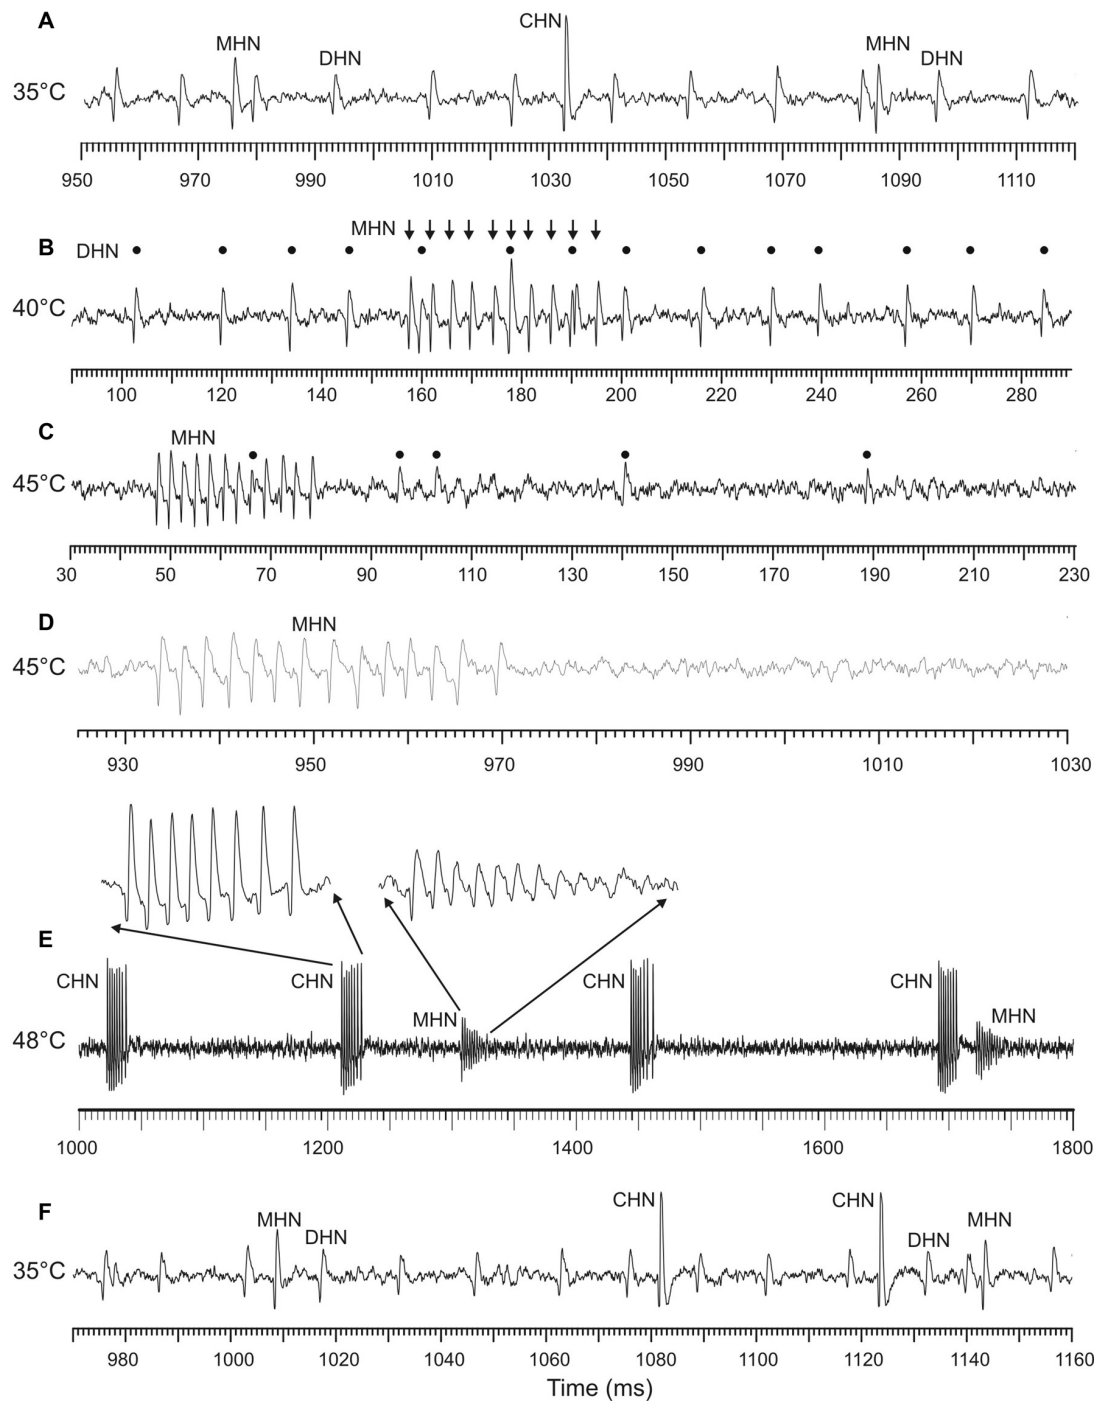 A
CHN
MHN
DHN
MHN
DHN
35°C
950 970 990 1010 1030 1050 1070 1090 1110
MHN
B
DHN
40°C
100 120 140 160 180 200 220 240 260 280
C
MHN
45°C
30 50 70 90 110 130 150 170 190 210 230
D
MHN
45°C
930 950 970 990 1010 1030
E
CHN
CHN
CHN
CHN
MHN
MHN
48°C
1000 1200 1400 1600 1800
F
CHN
CHN
MHN
DHN
DHN
MHN
35°C
980 1000 1020 1040 1060 1080 1100 1120 1140 1160
Time (ms)